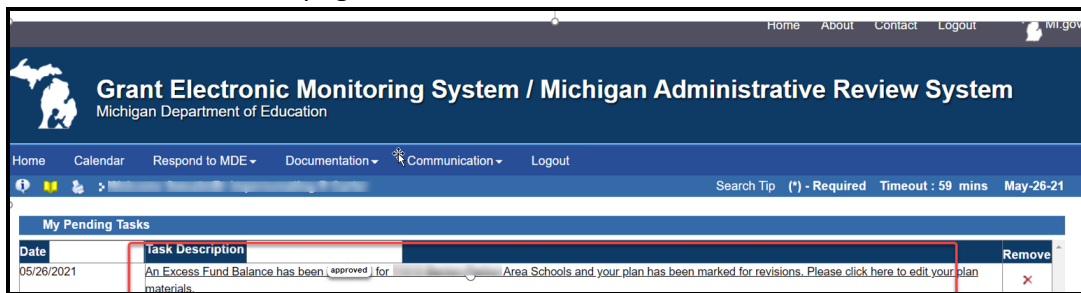 Home About Contact Logout MI.gov
Grant Electronic Monitoring System / Michigan Administrative Review System
Michigan Department of Education
Home Calendar Respond to MDE Documentation Communication Logout
Search Tip (*) - Required Timeout : 59 mins May-26-21
My Pending Tasks
Date Task Description Remove
05/26/2021 An Excess Fund Balance has been approved for Area Schools and your plan has been marked for revisions. Please click here to edit your plan
materials.